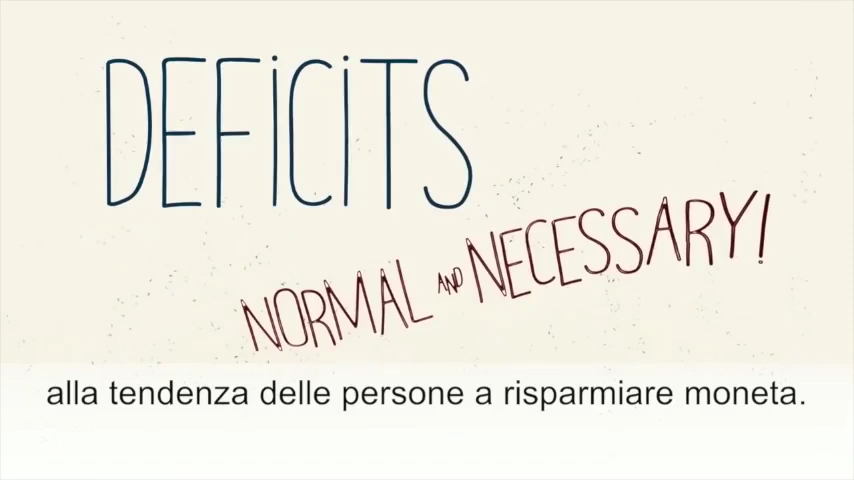 DEFiCiTS
NORMAL AND NECESSARY!
alla tendenza delle persone a risparmiare moneta.